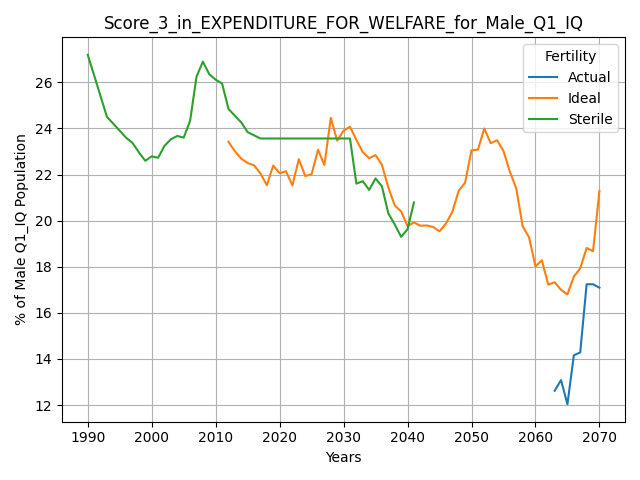 Score_3_in_EXPENDITURE_FOR_WELFARE_for_Male_Q1_IQ
Fertility
Actual
Ideal
Sterile
% of Male Q1_IQ Population
26
24
22
20
18
16
14
12
1990 2000 2010 2020 2030 2040 2050 2060 2070
Years